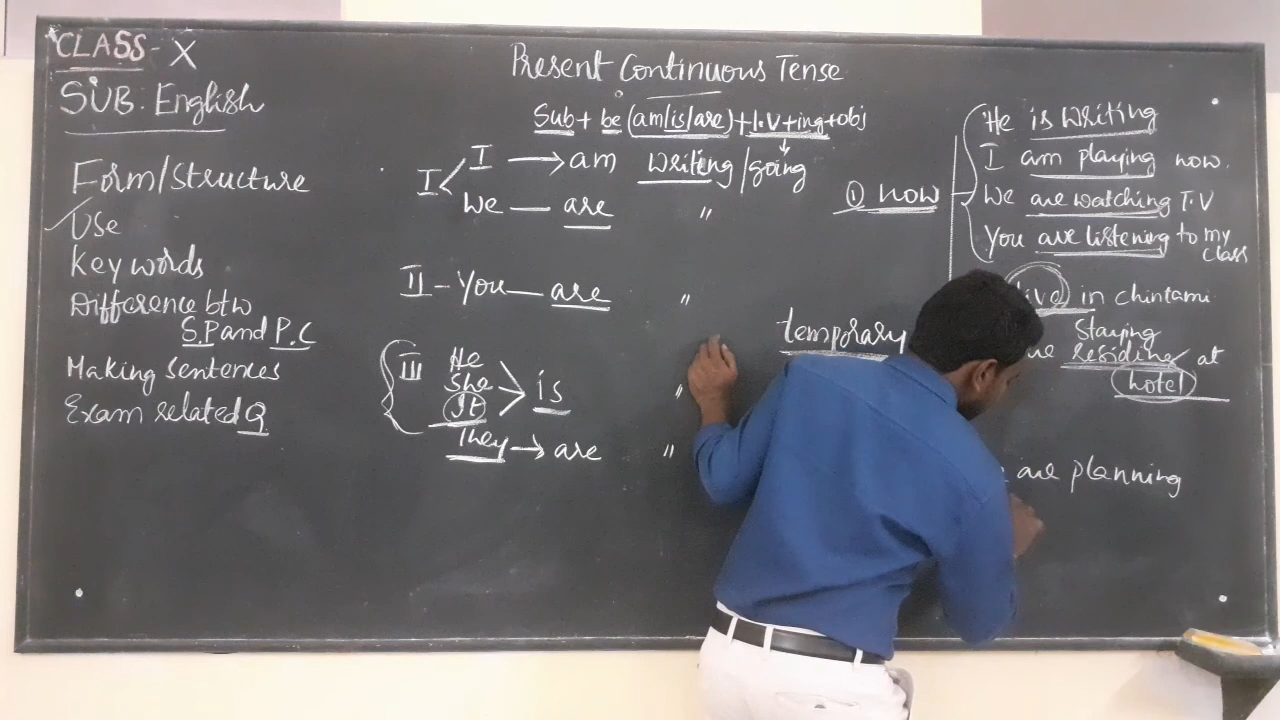 CLASS - X
SUB: English
Form/Structure
Use
Key words
Difference btw
S.P and P.C
Making sentences
Exam related Q
Present Continuous Tense
Sub + be (am/is/are) + I.V+ing + obj
I I → am writing/going
We — are "
II - You — are "
III He
She
It
is "
They → are "
① now
He is writing
I am playing now.
We are watching T.V
You are listening to my
class
live in chintami
temporary
staying
residing at
hotel
are planning